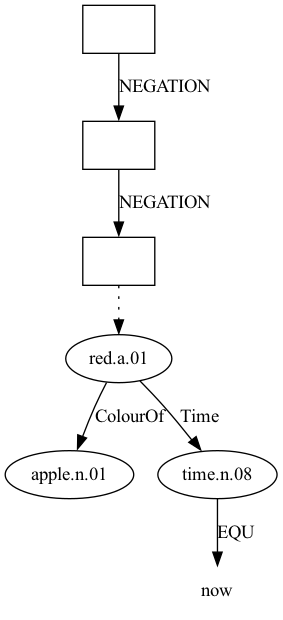 NEGATION
NEGATION
red.a.01
ColourOf
Time
apple.n.01
time.n.08
EQU
now